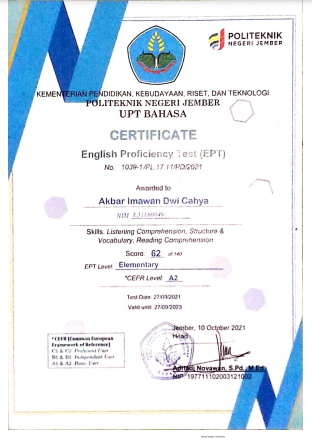 POLITEKNIK
NEGERI JEMBER
KEMENTERIAN PENDIDIKAN, KEBUDAYAAN, RISET, DAN TEKNOLOGI
POLITEKNIK NEGERI JEMBER
UPT BAHASA
CERTIFICATE
English Proficiency Test (EPT)
No. 1039-1/PL.17.11/PD/2021
Awarded to
Akbar Imawan Dwi Cahya
NIM
Skills: Listening Comprehension, Structure &
Vocabulary, Reading Comprehension
Score: 62 of 140
EPT Level: Elementary
*CEFR Level: A2
Test Date: 27/09/2021
Valid until: 27/09/2023
Jember, 10 October 2021
Head
* CEFR (Common European
Framework of Reference)
C1 & C2: Proficient User
B1 & B2: Independent User
A1 & A2: Basic User
Aditya Novawan, S.Pd., M.Ed.
NIP. 197711102003121002